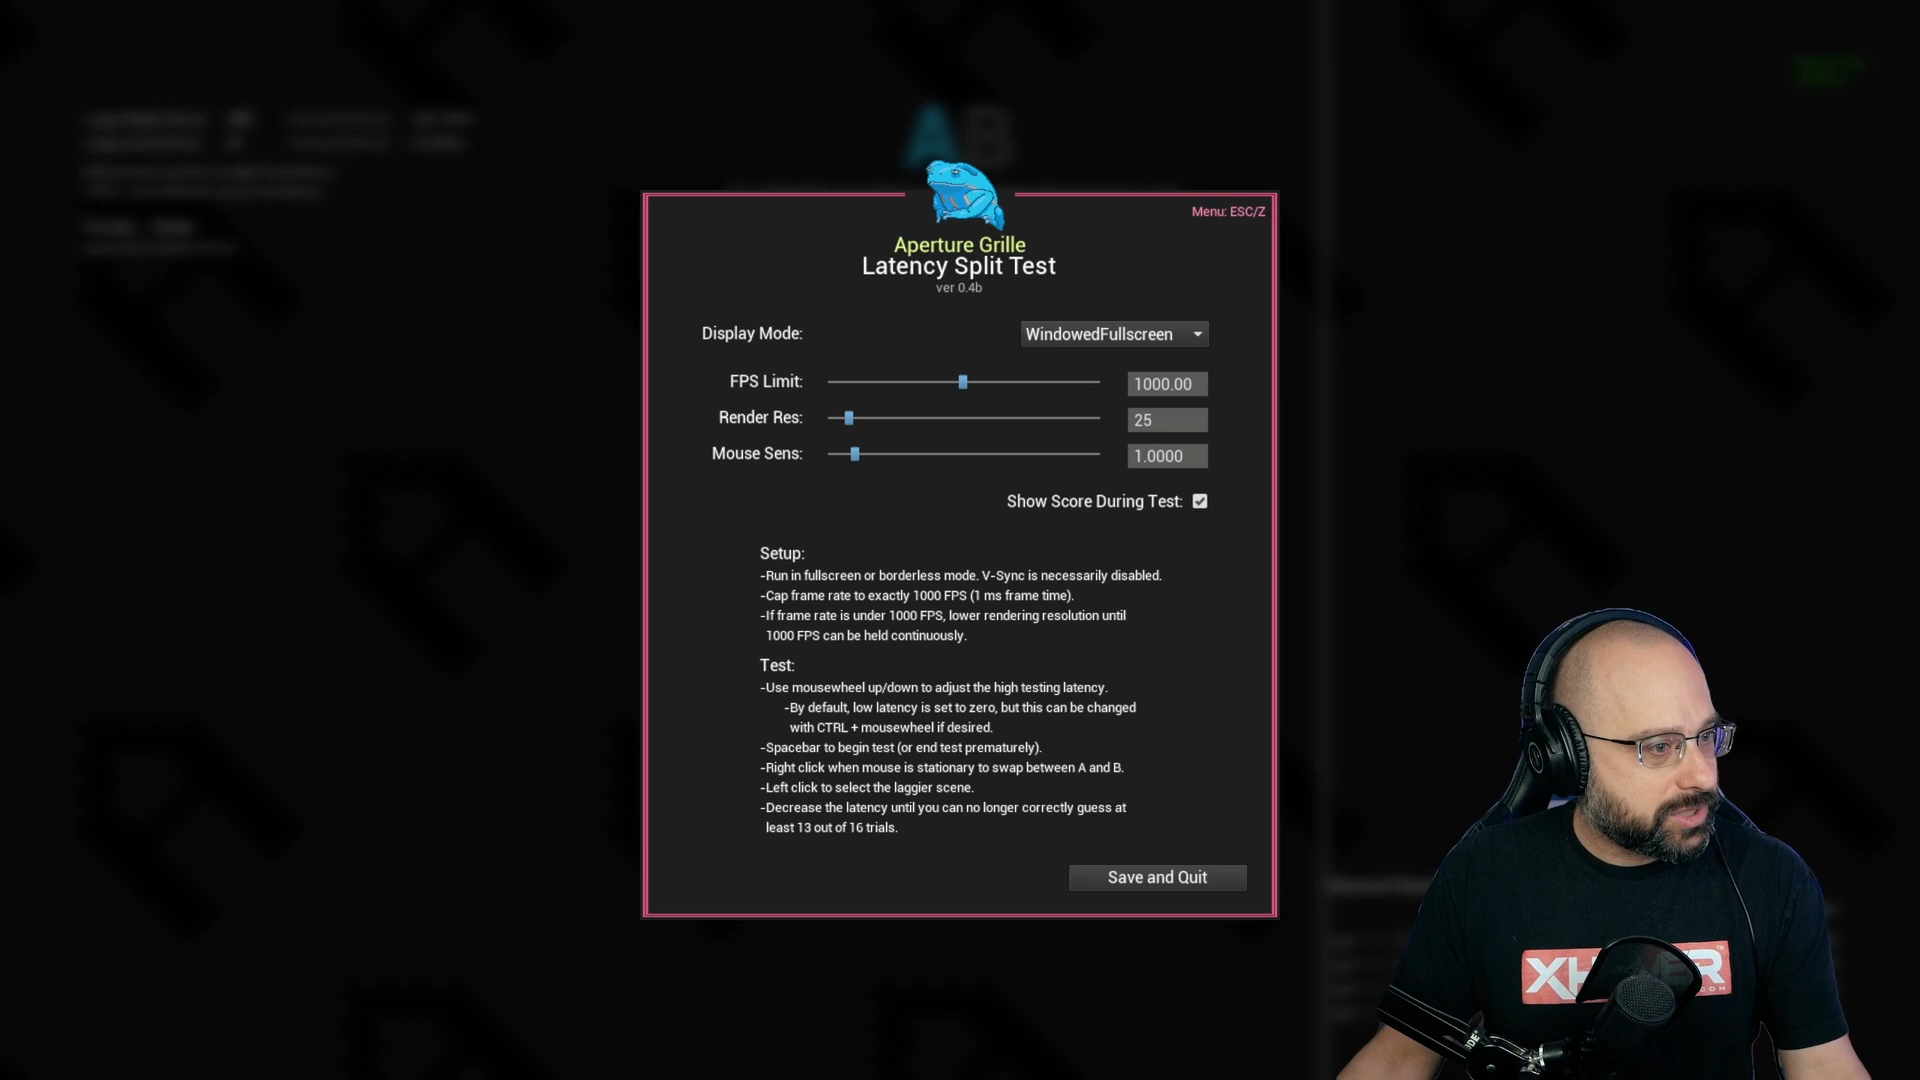 AB
Menu: ESC/Z
Aperture Grille
Latency Split Test
ver 0.4b
Display Mode: WindowedFullscreen
FPS Limit: 1000.00
Render Res: 25
Mouse Sens: 1.0000
Show Score During Test:
Setup:
-Run in fullscreen or borderless mode. V-Sync is necessarily disabled.
-Cap frame rate to exactly 1000 FPS (1 ms frame time).
-If frame rate is under 1000 FPS, lower rendering resolution until
1000 FPS can be held continuously.
Test:
-Use mousewheel up/down to adjust the high testing latency.
-By default, low latency is set to zero, but this can be changed
with CTRL + mousewheel if desired.
-Spacebar to begin test (or end test prematurely).
-Right click when mouse is stationary to swap between A and B.
-Left click to select the laggier scene.
-Decrease the latency until you can no longer correctly guess at
least 13 out of 16 trials.
Save and Quit